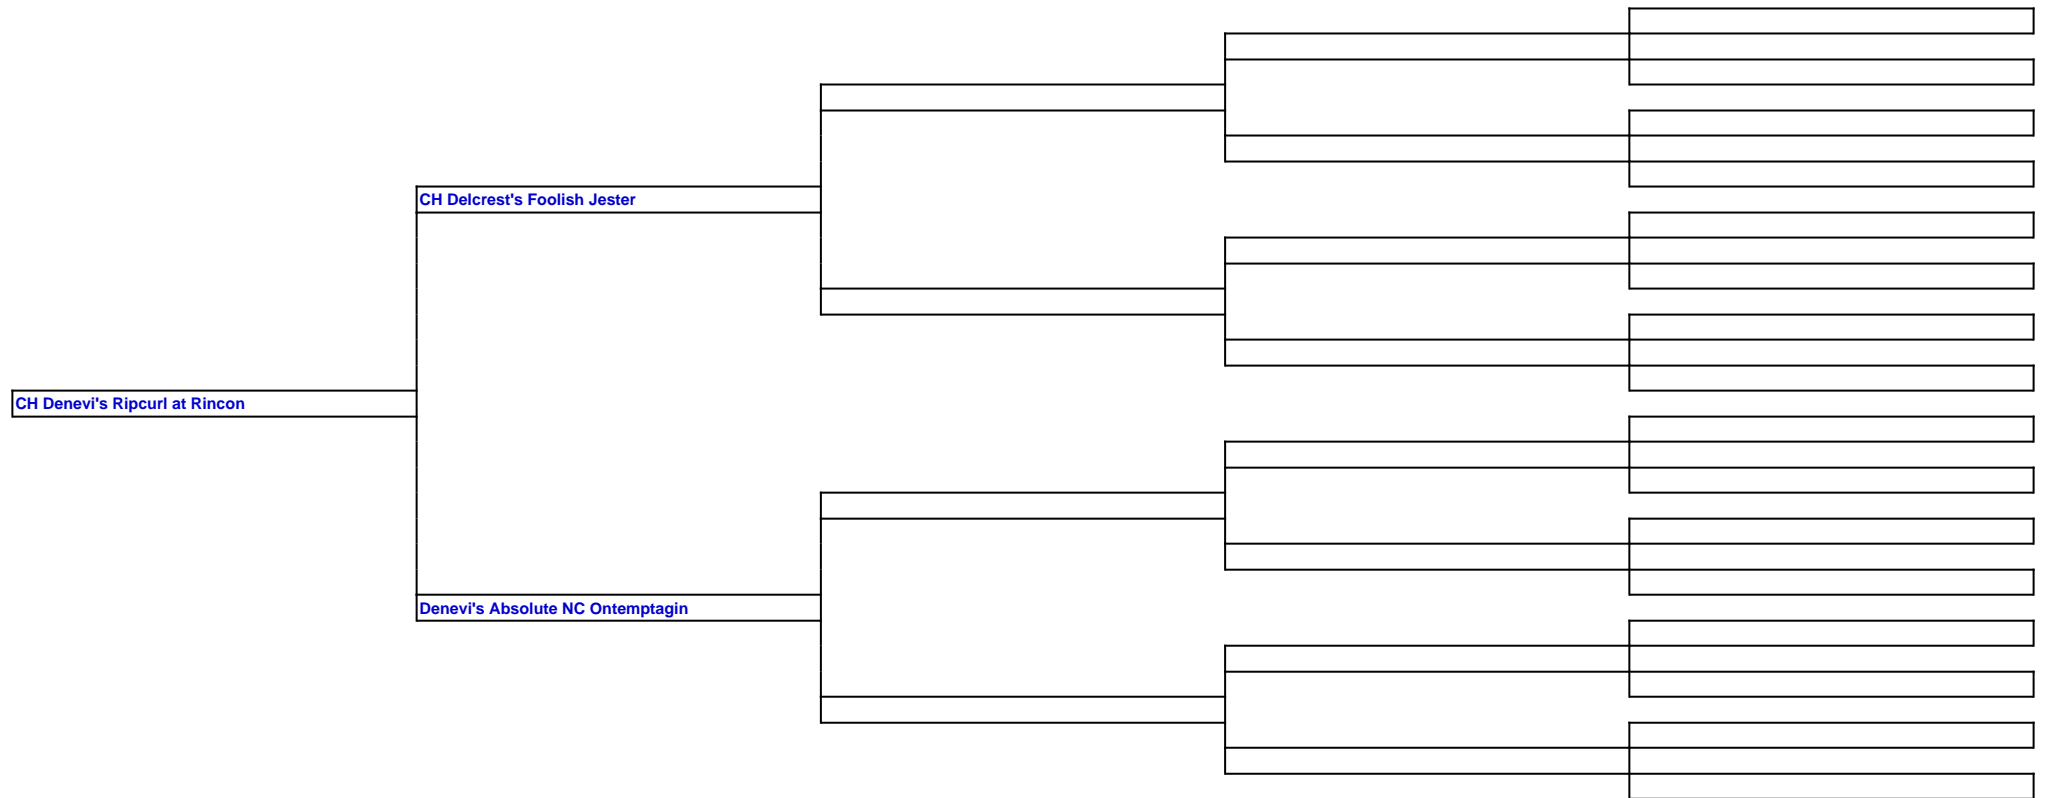 CH Delcrest's Foolish Jester
CH Denevi's Ripcurl at Rincon
Denevi's Absolute NC Ontemptagin